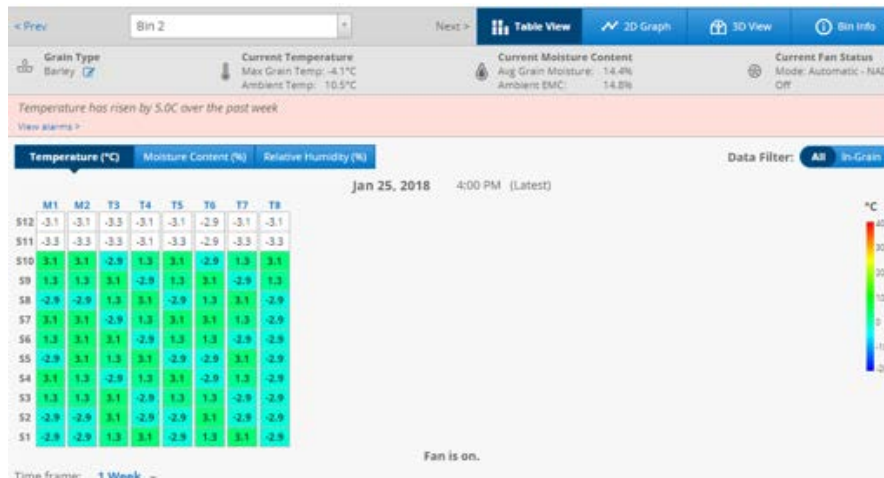 < Prev Bin 2 Next > Table View 2D Graph 3D View Bin Info
Grain Type Current Temperature Current Moisture Content Current Fan Status
Barley Max Grain Temp: -4.1°C Avg Grain Moisture: 14.4% Mode: Automatic - NAD
Ambient Temp: 10.5°C Ambient EMC: 14.8% Off
Temperature has risen by 5.0C over the past week
View alarms >
Temperature (°C) Moisture Content (%) Relative Humidity (%) Data Filter: All In-Grain
Jan 25, 2018 4:00 PM (Latest)
M1 M2 T3 T4 T5 T6 T7 T8 °C
S12 -3.1 -3.1 -3.3 -3.1 -3.1 -2.9 -3.1 -3.1
S11 -3.3 -3.3 -3.3 -3.1 -3.3 -2.9 -3.3 -3.3
S10 3.1 3.1 -2.9 1.3 3.1 -2.9 1.3 3.1
S9 1.3 1.3 3.1 -2.9 1.3 3.1 -2.9 1.3
S8 -2.9 -2.9 1.3 3.1 -2.9 1.3 3.1 -2.9
S7 3.1 3.1 -2.9 1.3 3.1 3.1 1.3 -2.9
S6 1.3 3.1 3.1 -2.9 1.3 1.3 -2.9 -2.9
S5 -2.9 3.1 1.3 3.1 -2.9 -2.9 3.1 -2.9
S4 3.1 1.3 -2.9 1.3 3.1 -2.9 1.3 -2.9
S3 1.3 1.3 3.1 -2.9 1.3 1.3 -2.9 -2.9
S2 -2.9 -2.9 3.1 -2.9 -2.9 3.1 -2.9 -2.9
S1 -2.9 -2.9 1.3 3.1 -2.9 1.3 3.1 -2.9
Fan is on.
Time frame: 1 Week